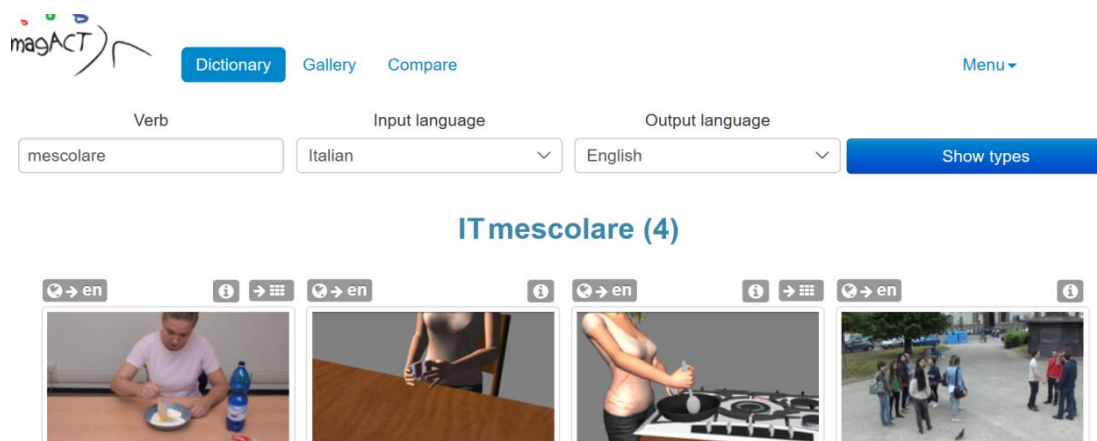 magACT
Dictionary Gallery Compare Menu
Verb Input language Output language
mescolare Italian English Show types
IT mescolare (4)
en en en en